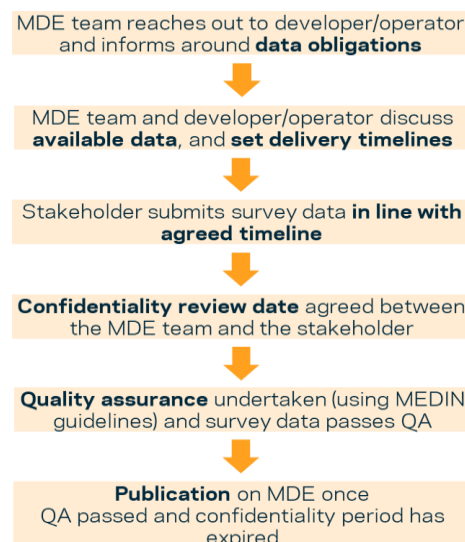 MDE team reaches out to developer/operator
and informs around data obligations
MDE team and developer/operator discuss
available data, and set delivery timelines
Stakeholder submits survey data in line with
agreed timeline
Confidentiality review date agreed between
the MDE team and the stakeholder
Quality assurance undertaken (using MEDIN
guidelines) and survey data passes QA
Publication on MDE once
QA passed and confidentiality period has
expired